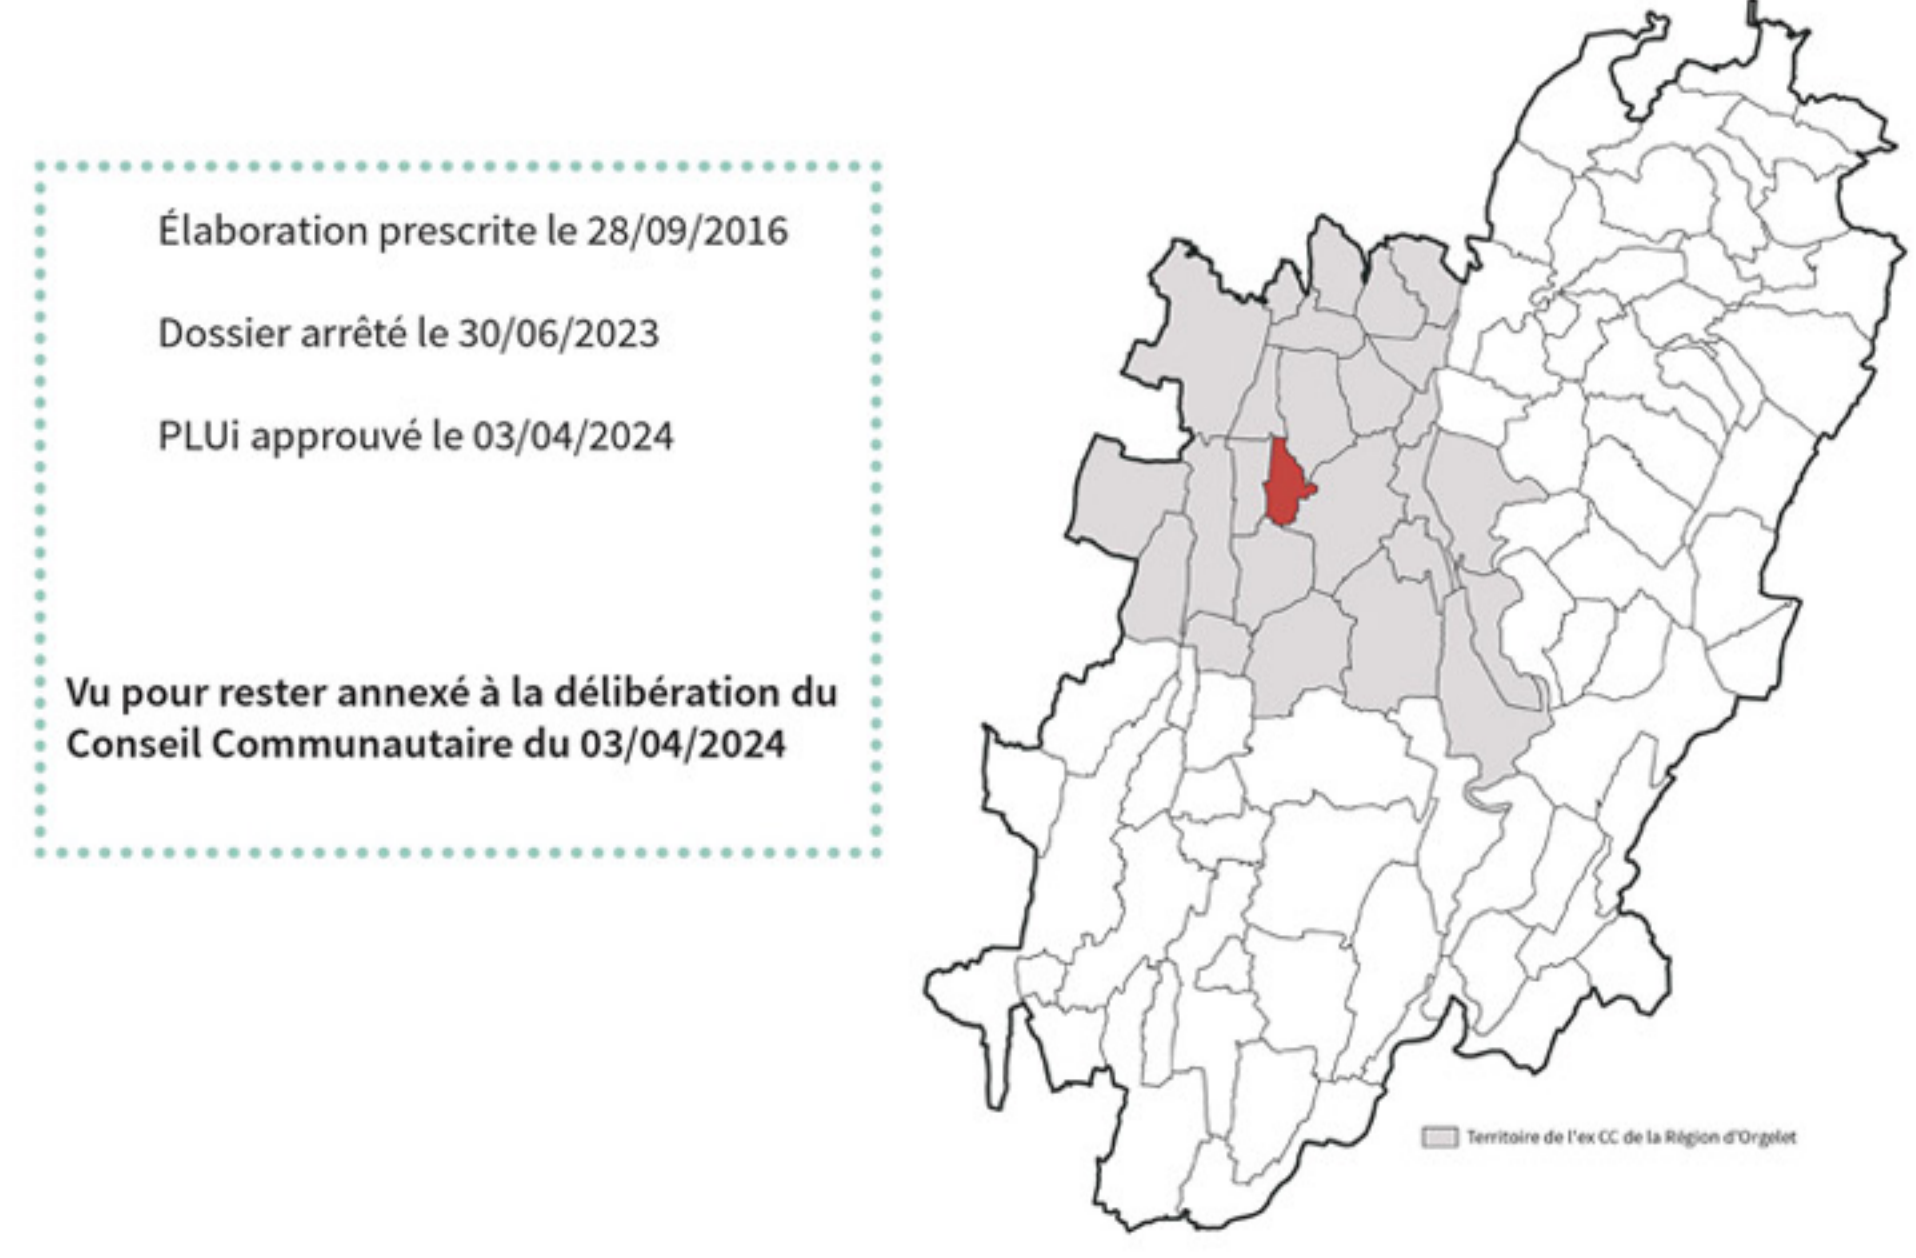 Élaboration prescrite le 28/09/2016
Dossier arrêté le 30/06/2023
PLUi approuvé le 03/04/2024
Vu pour rester annexé à la délibération du
Conseil Communautaire du 03/04/2024
Territoire de l'ex CC de la Région d'Orgelet